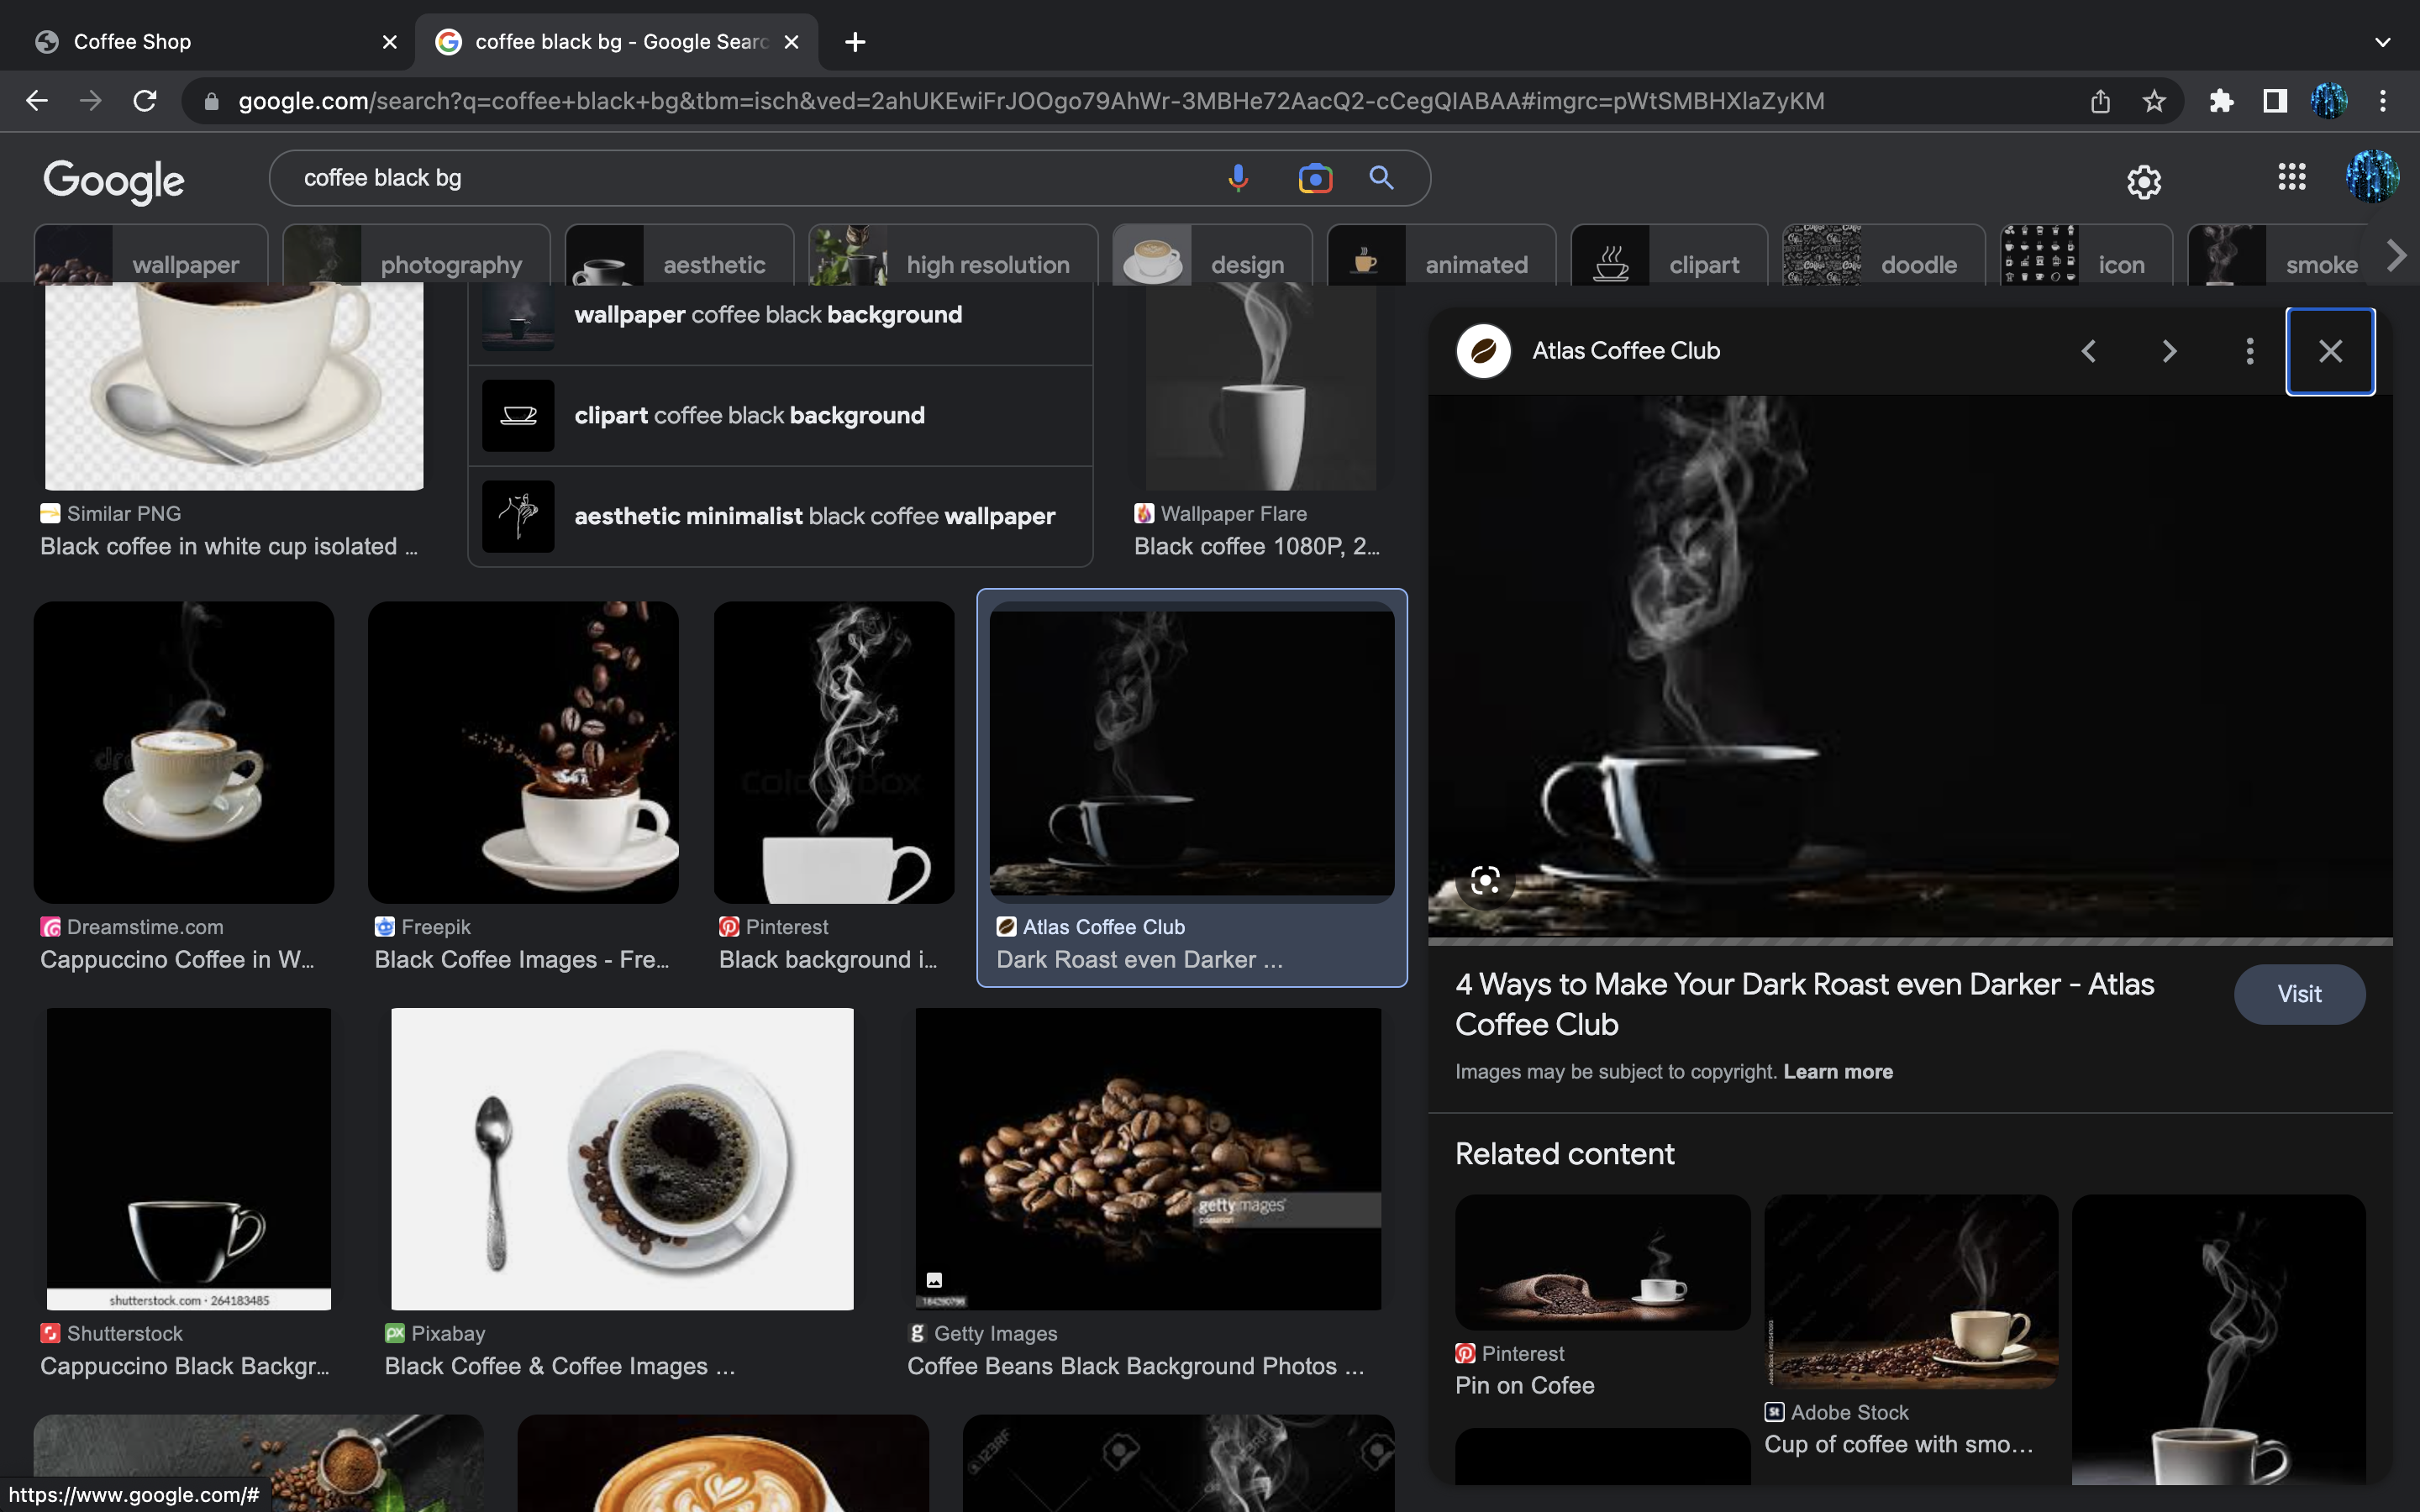 Coffee Shop
coffee black bg - Google Searc
google.com/search?q=coffee+black+bg&tbm=isch&ved=2ahUKEwiFrJOOgo79AhWr-3MBHe72AacQ2-cCegQIABAA#imgrc=pWtSMBHXlaZyKM
Google
coffee black bg
wallpaper
photography
aesthetic
high resolution
design
animated
clipart
doodle
icon
smoke
wallpaper coffee black background
clipart coffee black background
aesthetic minimalist black coffee wallpaper
Similar PNG
Black coffee in white cup isolated ...
Wallpaper Flare
Black coffee 1080P, 2...
Atlas Coffee Club
Dreamstime.com
Cappuccino Coffee in W...
Freepik
Black Coffee Images - Fre...
Pinterest
Black background i...
Atlas Coffee Club
Dark Roast even Darker ...
4 Ways to Make Your Dark Roast even Darker - Atlas
Coffee Club
Visit
Images may be subject to copyright. Learn more
shutterstock.com · 264183485
Shutterstock
Cappuccino Black Backgr...
Pixabay
Black Coffee & Coffee Images ...
gettyimages
Getty Images
Coffee Beans Black Background Photos ...
Related content
Pinterest
Pin on Cofee
Adobe Stock
Cup of coffee with smo...
123RF
https://www.google.com/#